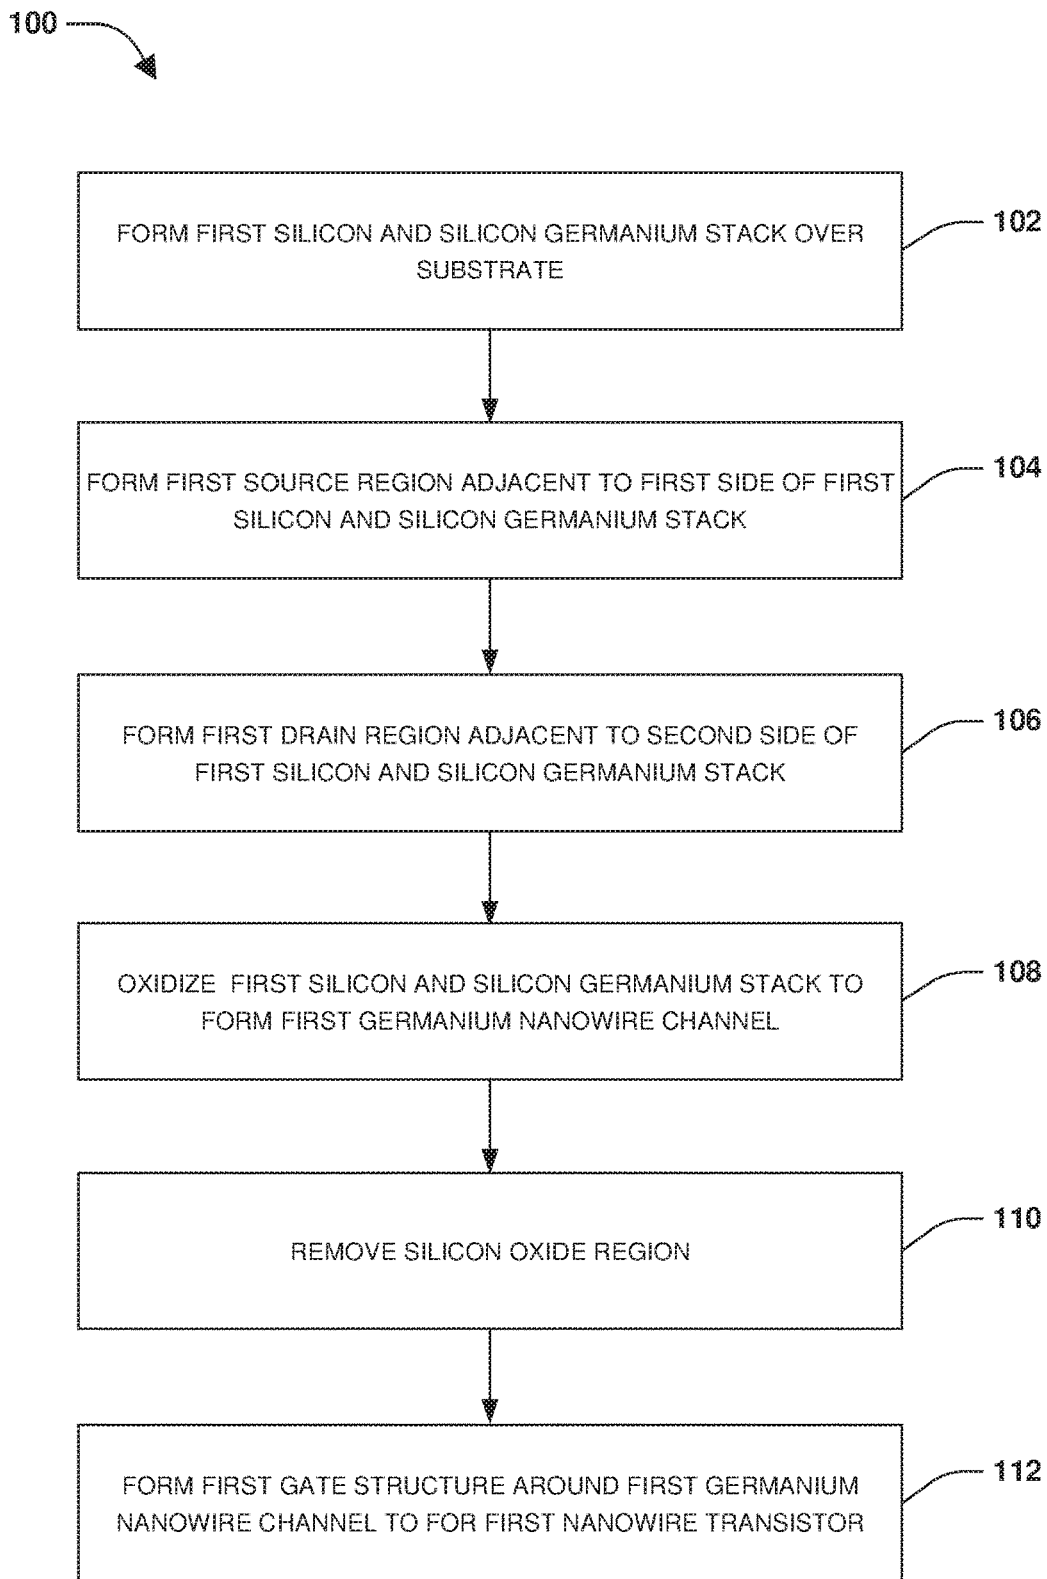 100
FORM FIRST SILICON AND SILICON GERMANIUM STACK OVER
SUBSTRATE
102
FORM FIRST SOURCE REGION ADJACENT TO FIRST SIDE OF FIRST
SILICON AND SILICON GERMANIUM STACK
104
FORM FIRST DRAIN REGION ADJACENT TO SECOND SIDE OF
FIRST SILICON AND SILICON GERMANIUM STACK
106
OXIDIZE FIRST SILICON AND SILICON GERMANIUM STACK TO
FORM FIRST GERMANIUM NANOWIRE CHANNEL
108
REMOVE SILICON OXIDE REGION
110
FORM FIRST GATE STRUCTURE AROUND FIRST GERMANIUM
NANOWIRE CHANNEL TO FOR FIRST NANOWIRE TRANSISTOR
112